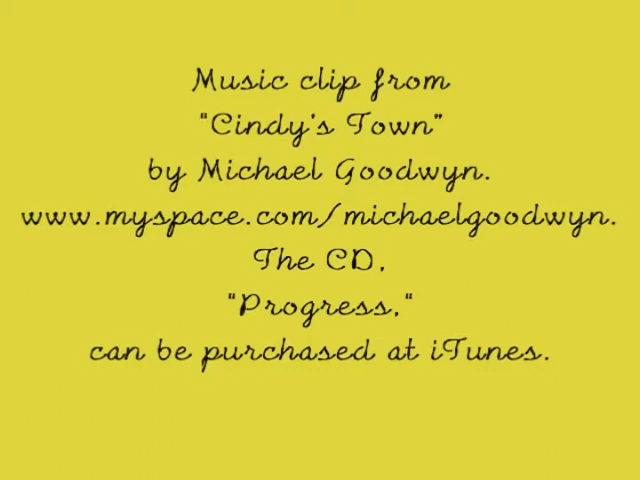 Music clip from
"Cindy's Town"
by Michael Goodwyn.
www.myspace.com/michaelgoodwyn.
The CD,
"Progress,"
can be purchased at iTunes.